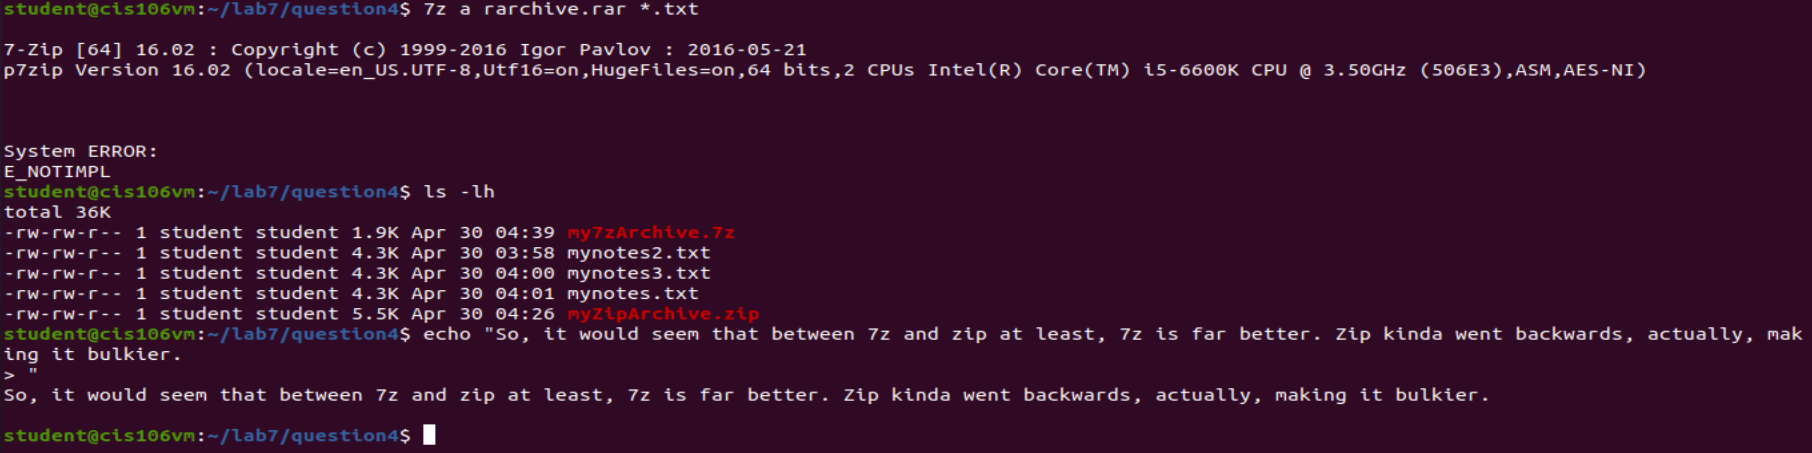 student@cis106vm:~/lab7/question4$ 7z a rarchive.rar *.txt
7-Zip [64] 16.02 : Copyright (c) 1999-2016 Igor Pavlov : 2016-05-21
p7zip Version 16.02 (locale=en_US.UTF-8,Utf16=on,HugeFiles=on,64 bits,2 CPUs Intel(R) Core(TM) i5-6600K CPU @ 3.50GHz (506E3),ASM,AES-NI)
System ERROR:
E_NOTIMPL
student@cis106vm:~/lab7/question4$ ls -lh
total 36K
-rw-rw-r-- 1 student student 1.9K Apr 30 04:39 my7zArchive.7z
-rw-rw-r-- 1 student student 4.3K Apr 30 03:58 mynotes2.txt
-rw-rw-r-- 1 student student 4.3K Apr 30 04:00 mynotes3.txt
-rw-rw-r-- 1 student student 4.3K Apr 30 04:01 mynotes.txt
-rw-rw-r-- 1 student student 5.5K Apr 30 04:26 myZipArchive.zip
student@cis106vm:~/lab7/question4$ echo "So, it would seem that between 7z and zip at least, 7z is far better. Zip kinda went backwards, actually, mak
ing it bulkier.
> "
So, it would seem that between 7z and zip at least, 7z is far better. Zip kinda went backwards, actually, making it bulkier.
student@cis106vm:~/lab7/question4$